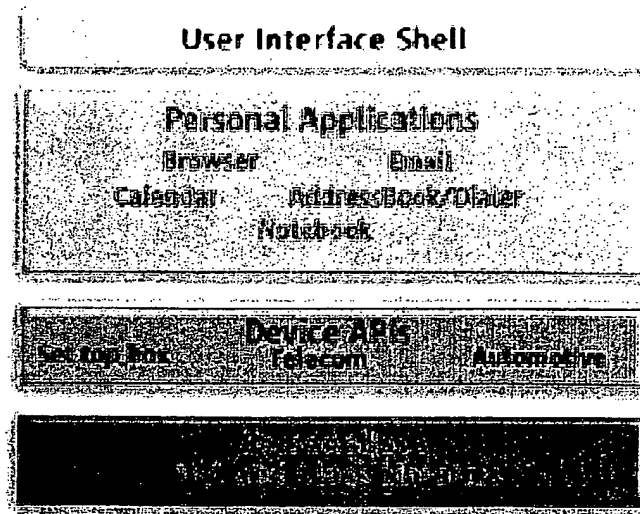 User Interface Shell
Personal Applications
Browser Email
Calendar AddressBook/Dialer
Notebook
Device APIs
Set top Box Telecom Automotive